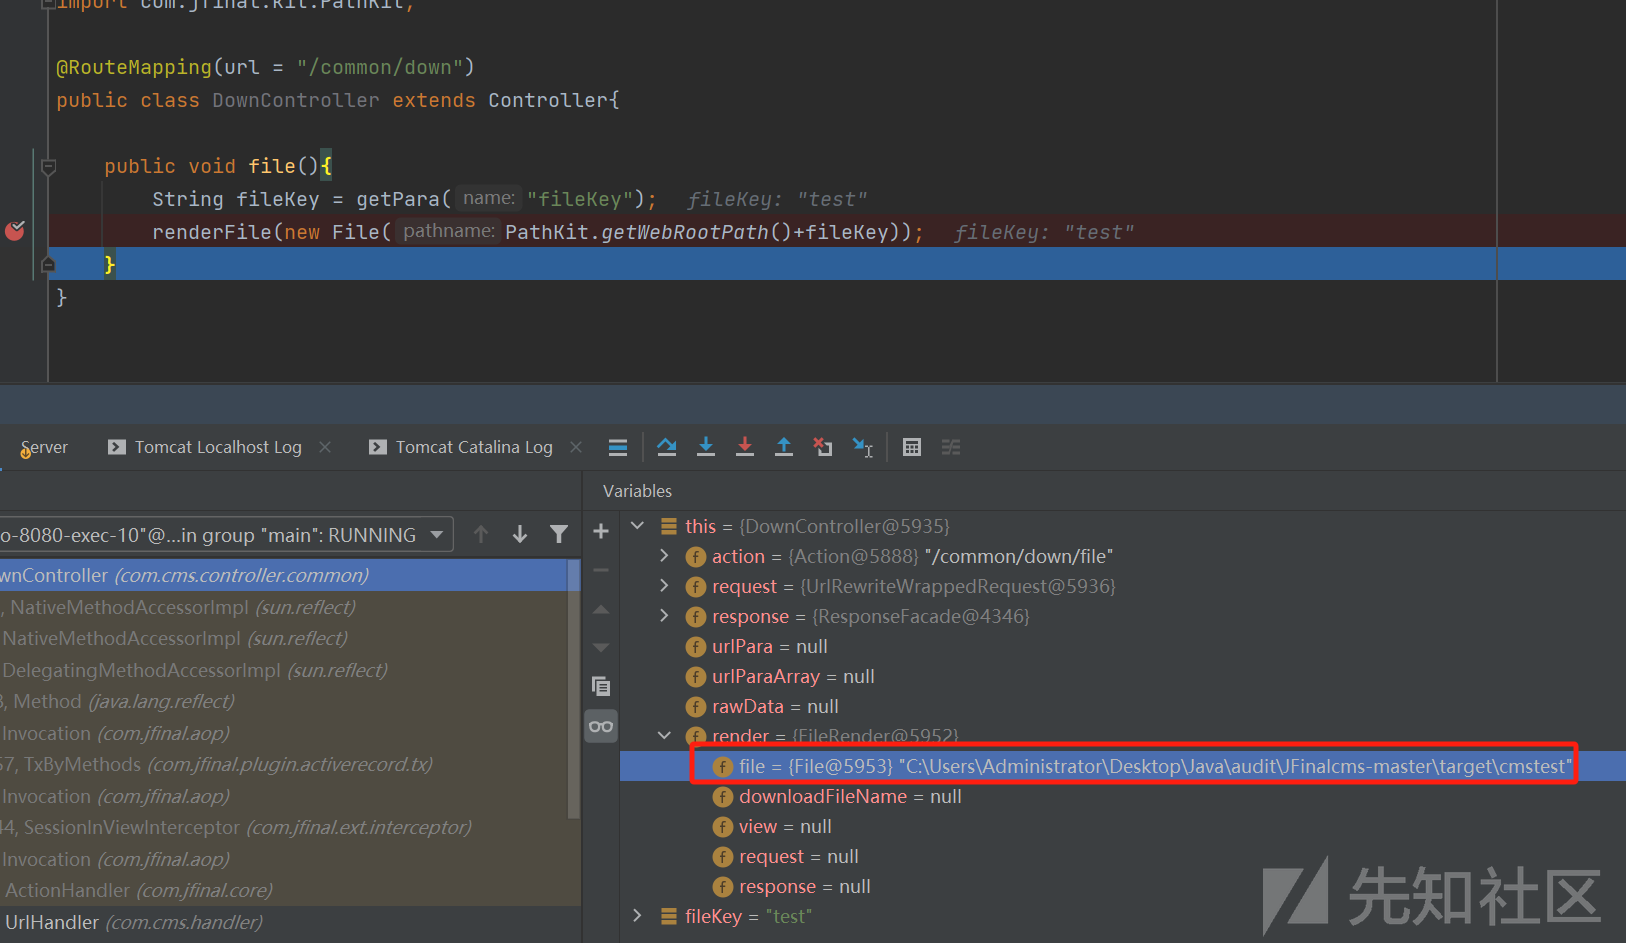 import com.jfinal.kit.PathKit;
@RouteMapping(url = "/common/down")
public class DownController extends Controller{
public void file(){
String fileKey = getPara( name: "fileKey"); fileKey: "test"
renderFile(new File( pathname: PathKit.getWebRootPath()+fileKey)); fileKey: "test"
}
}
Server Tomcat Localhost Log Tomcat Catalina Log
Variables
o-8080-exec-10"@...in group "main": RUNNING
wnController (com.cms.controller.common)
, NativeMethodAccessorImpl (sun.reflect)
NativeMethodAccessorImpl (sun.reflect)
DelegatingMethodAccessorImpl (sun.reflect)
, Method (java.lang.reflect)
Invocation (com.jfinal.aop)
57, TxByMethods (com.jfinal.plugin.activerecord.tx)
Invocation (com.jfinal.aop)
44, SessionInViewInterceptor (com.jfinal.ext.interceptor)
Invocation (com.jfinal.aop)
ActionHandler (com.jfinal.core)
UrlHandler (com.cms.handler)
this = {DownController@5935}
action = {Action@5888} "/common/down/file"
request = {UrlRewriteWrappedRequest@5936}
response = {ResponseFacade@4346}
urlPara = null
urlParaArray = null
rawData = null
render = {FileRender@5952}
file = {File@5953} "C:\Users\Administrator\Desktop\Java\audit\JFinalcms-master\target\cmstest"
downloadFileName = null
view = null
request = null
response = null
fileKey = "test"
先知社区